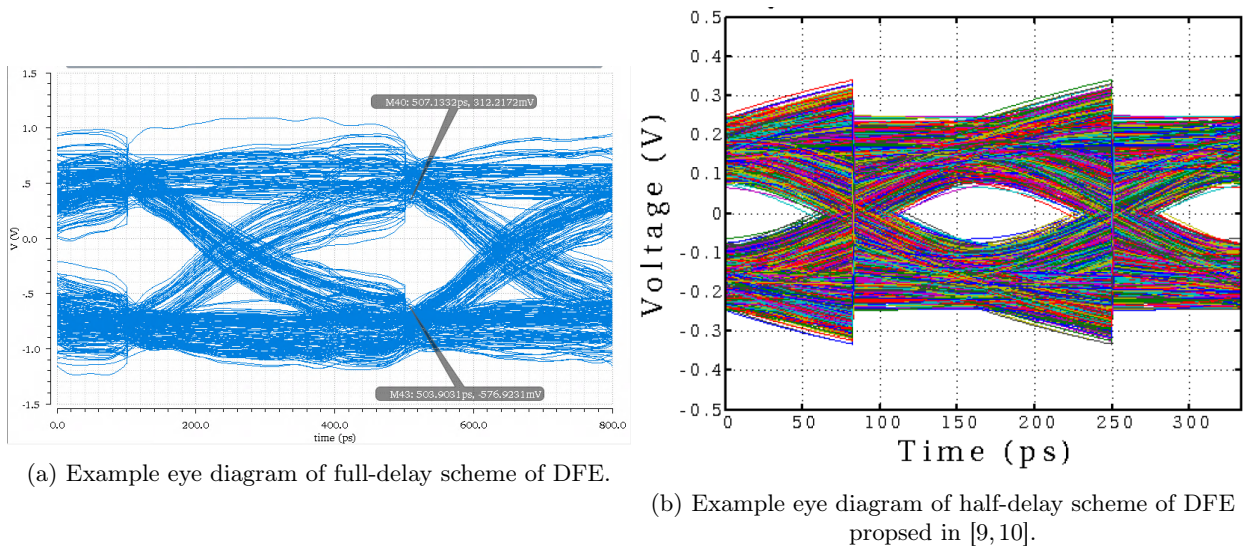 1.5
1.0
.5
0.0
-.5
-1.0
-1.5
V (V)
M40: 507.1332ps, 312.2172mV
M43: 503.9031ps, -576.9231mV
0.0 200.0 400.0 600.0 800.0
time (ps)
(a) Example eye diagram of full-delay scheme of DFE.
0.5
0.4
0.3
0.2
0.1
0
-0.1
-0.2
-0.3
-0.4
-0.5
Voltage (V)
0 50 100 150 200 250 300
Time (ps)
(b) Example eye diagram of half-delay scheme of DFE
propsed in [9, 10].